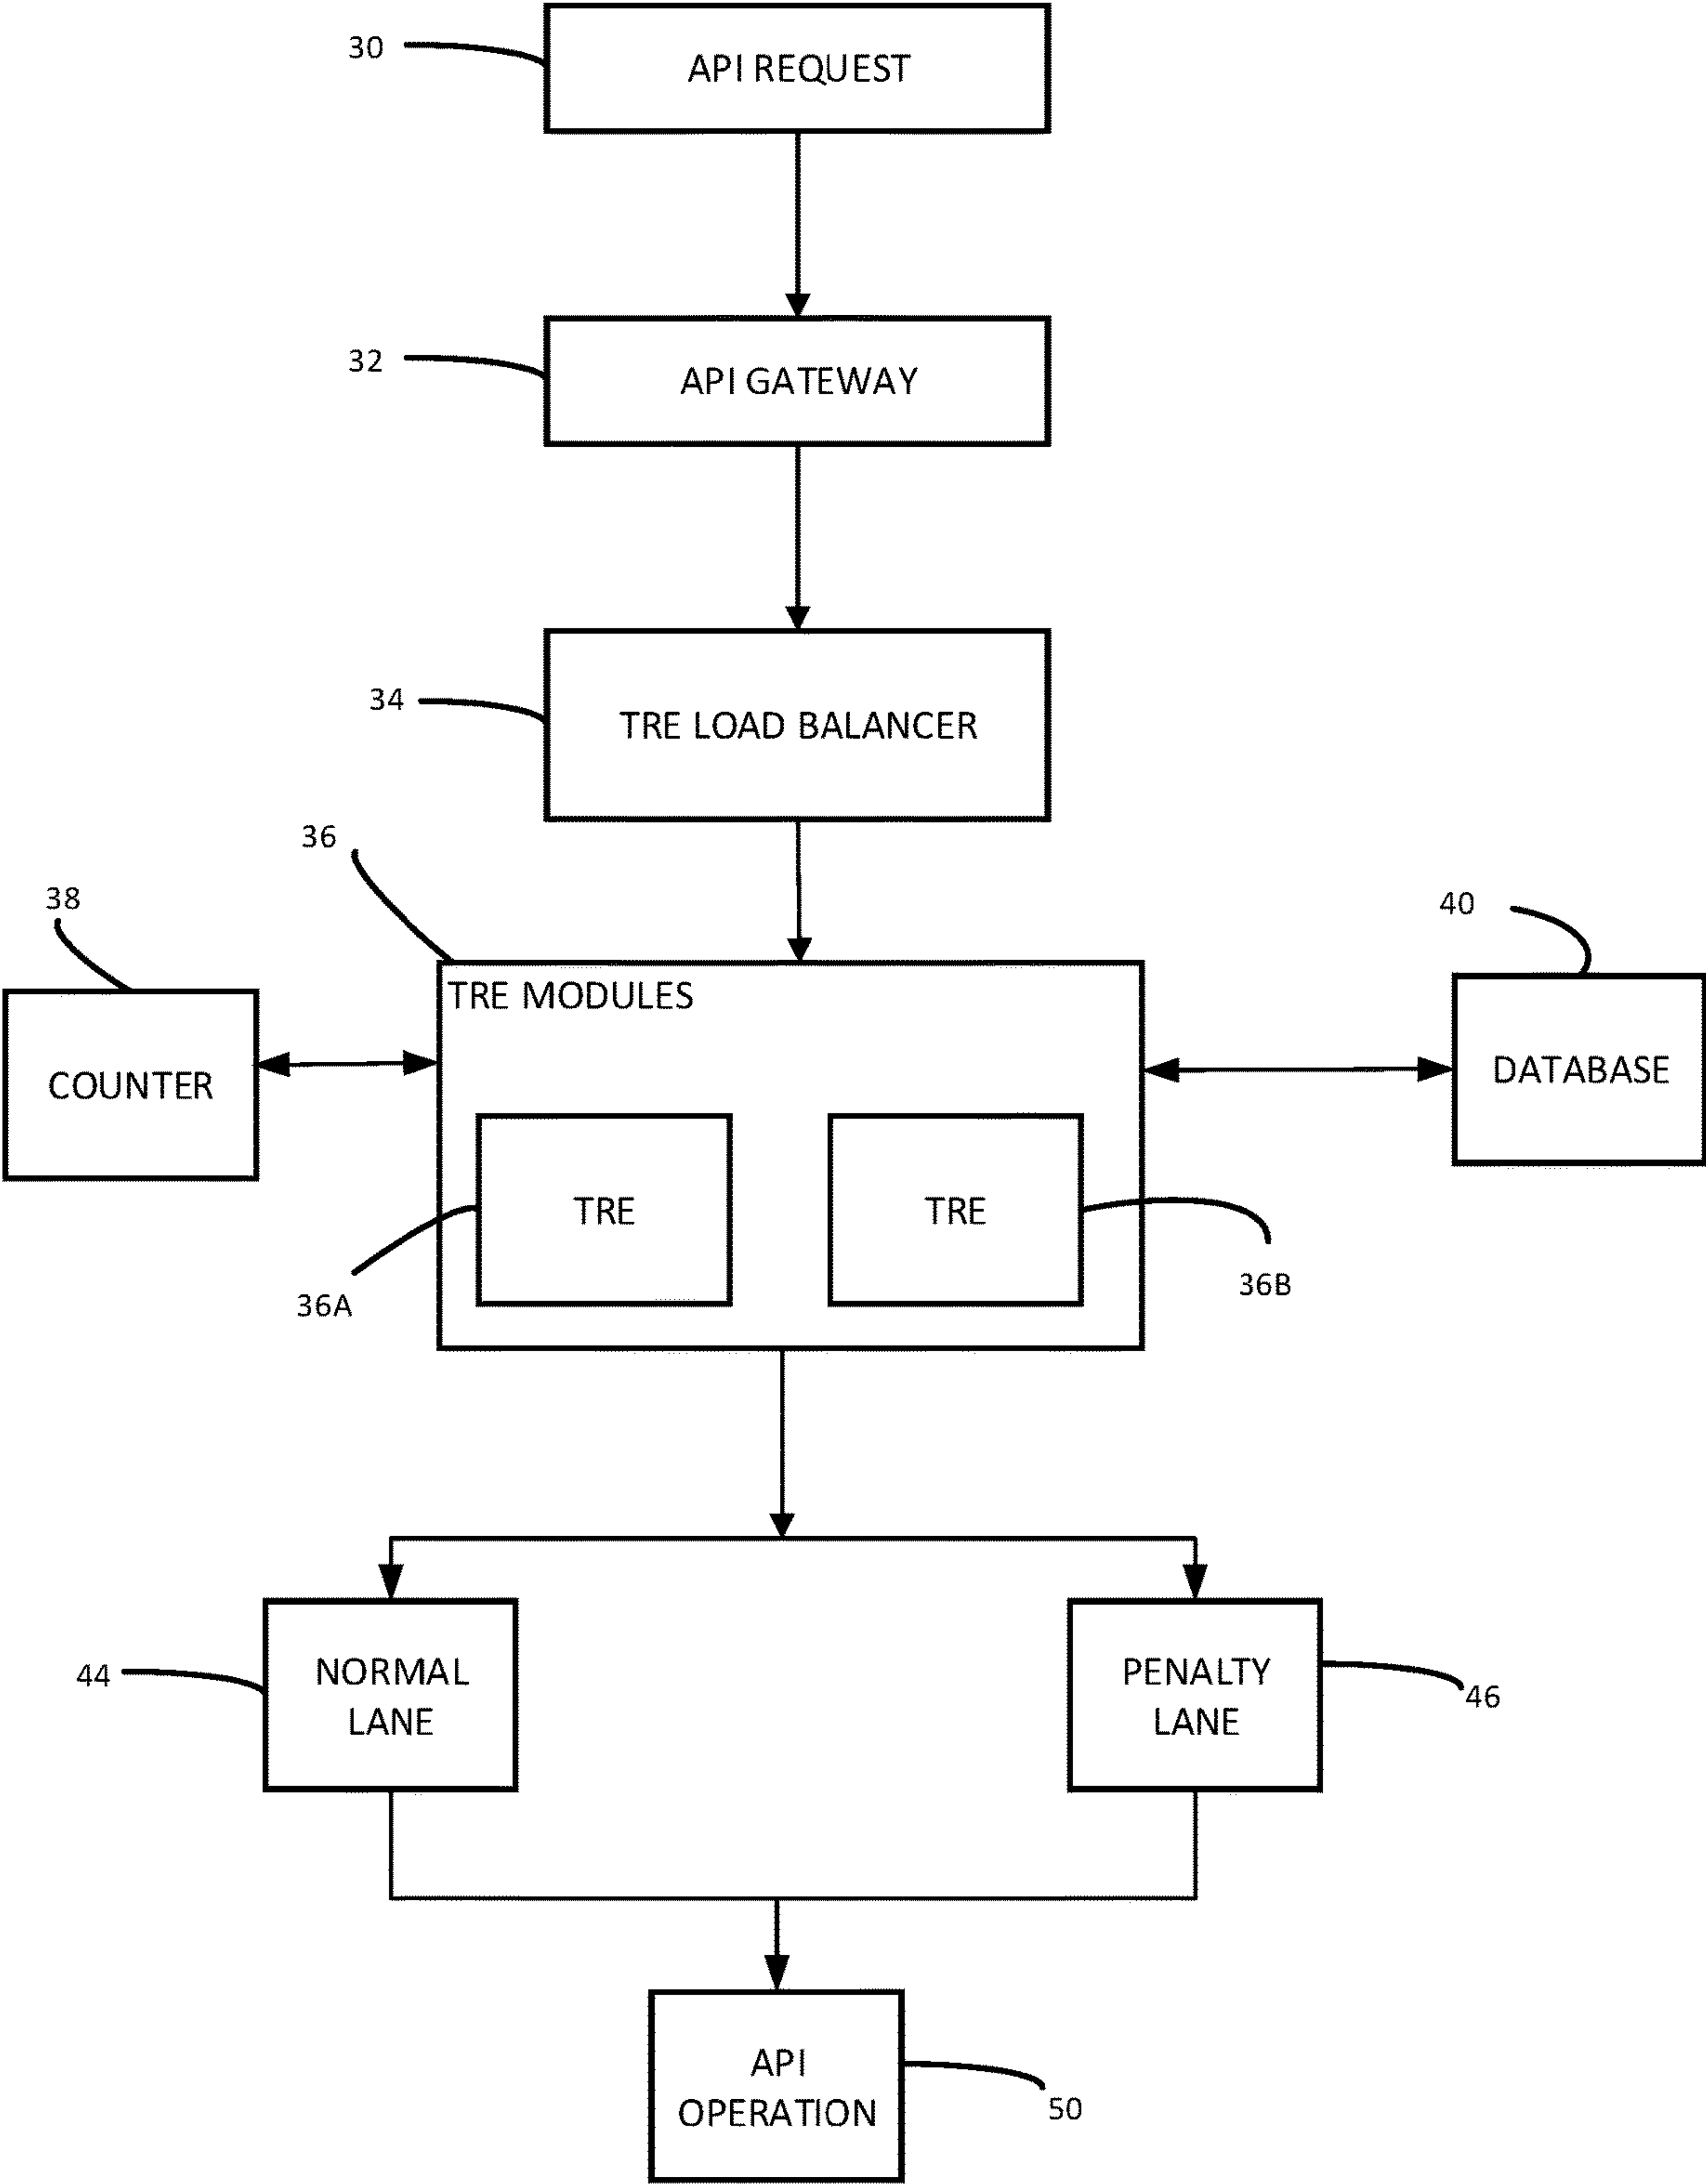 30
API REQUEST
32
API GATEWAY
34
TRE LOAD BALANCER
36
38
40
TRE MODULES
COUNTER
DATABASE
TRE
TRE
36A
36B
NORMAL
LANE
PENALTY
LANE
44
46
API
OPERATION
50